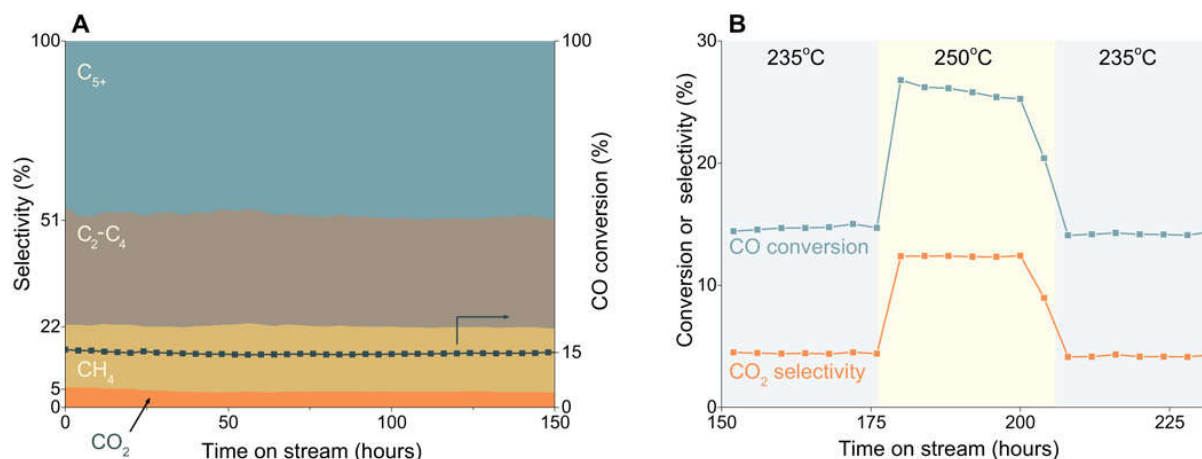 A
100
51
22
5
0
Selectivity (%)
C5+
C2-C4
CH4
CO2
100
15
0
CO conversion (%)
0
50
100
150
Time on stream (hours)
B
30
20
10
0
Conversion or selectivity (%)
235°C
250°C
235°C
CO conversion
CO2 selectivity
150
175
200
225
Time on stream (hours)